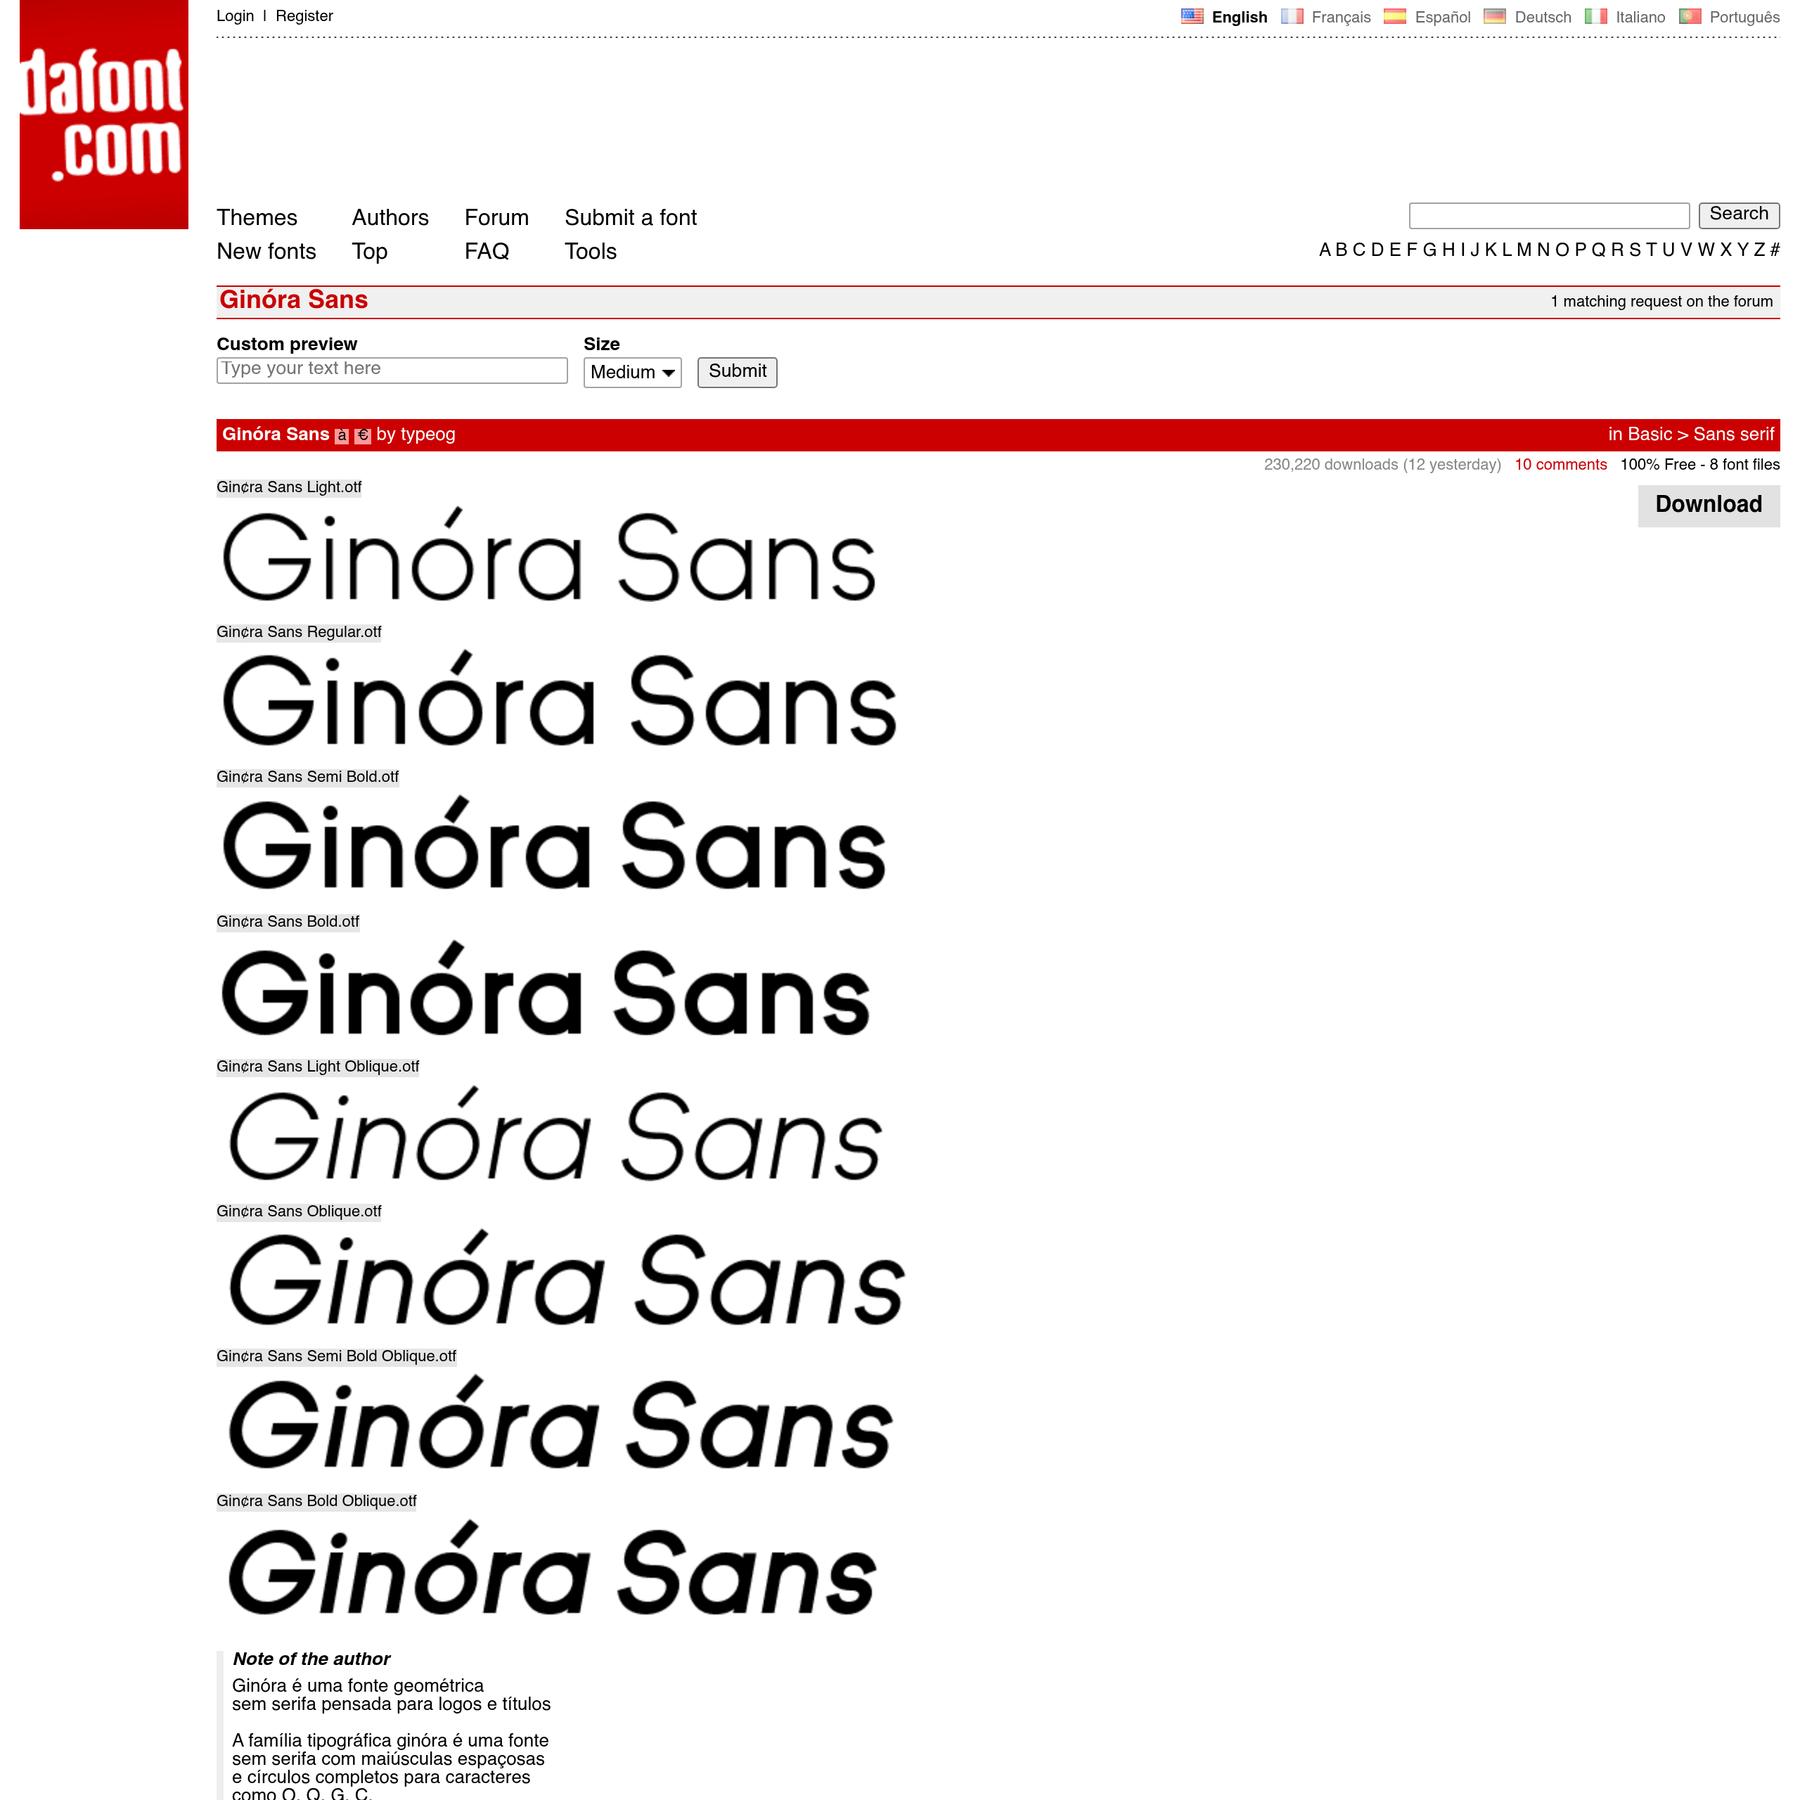 dafont
.com
Login | Register
English Français Español Deutsch Italiano Português
Themes Authors Forum Submit a font
Search
New fonts Top FAQ Tools
A B C D E F G H I J K L M N O P Q R S T U V W X Y Z #
Ginóra Sans 1 matching request on the forum
Custom preview Size
Type your text here Medium Submit
Ginóra Sans à € by typeog in Basic > Sans serif
230,220 downloads (12 yesterday) 10 comments 100% Free - 8 font files
Gin¢ra Sans Light.otf
Download
Ginóra Sans
Gin¢ra Sans Regular.otf
Ginóra Sans
Gin¢ra Sans Semi Bold.otf
Ginóra Sans
Gin¢ra Sans Bold.otf
Ginóra Sans
Gin¢ra Sans Light Oblique.otf
Ginóra Sans
Gin¢ra Sans Oblique.otf
Ginóra Sans
Gin¢ra Sans Semi Bold Oblique.otf
Ginóra Sans
Gin¢ra Sans Bold Oblique.otf
Ginóra Sans
Note of the author
Ginóra é uma fonte geométrica
sem serifa pensada para logos e títulos
A família tipográfica ginóra é uma fonte
sem serifa com maiúsculas espaçosas
e círculos completos para caracteres
como O, Q, G, C.